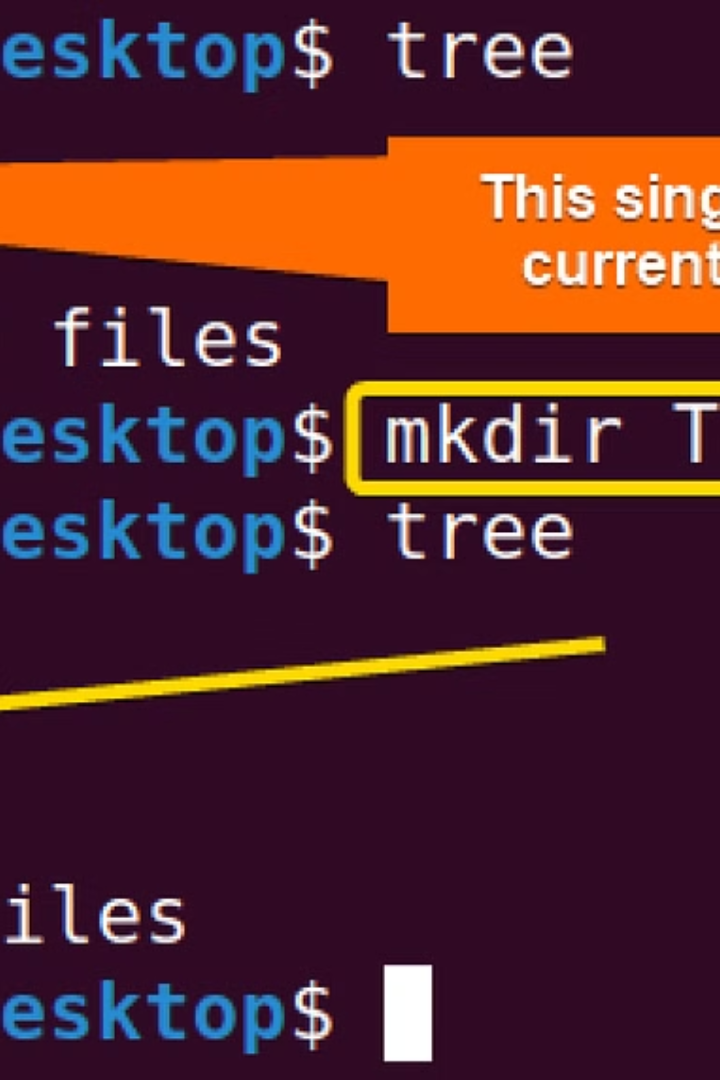 esktop$ tree
This sing
current
files
esktop$ mkdir T
esktop$ tree
iles
esktop$